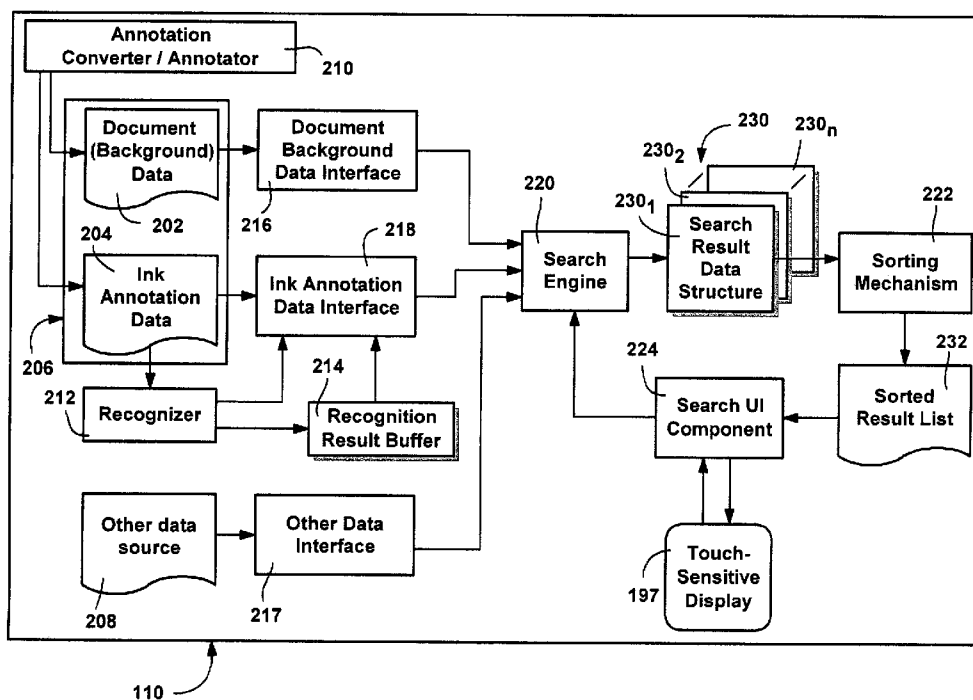 Annotation
Converter / Annotator
210
Document
(Background)
Data
202
Document
Background
Data Interface
216
204
Ink
Annotation
Data
206
218
Ink Annotation
Data Interface
212
Recognizer
214
Recognition
Result Buffer
Other data
source
208
Other Data
Interface
217
220
Search
Engine
230
230n
2302
2301
Search
Result
Data
Structure
222
Sorting
Mechanism
232
Sorted
Result List
224
Search UI
Component
Touch-
Sensitive
Display
197
110